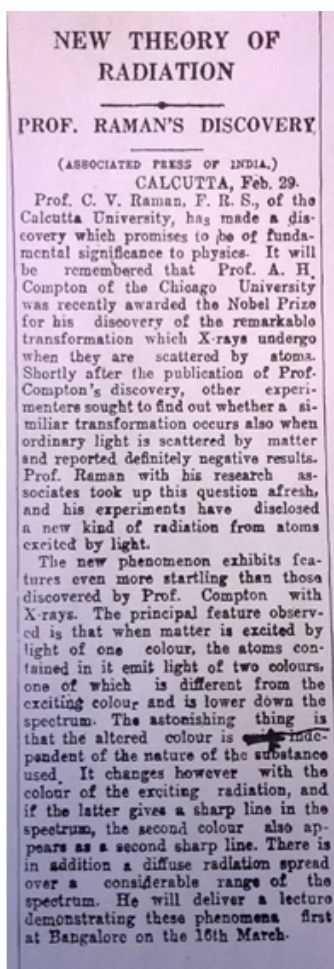 NEW THEORY OF
RADIATION
PROF. RAMAN'S DISCOVERY
(ASSOCIATED PRESS OF INDIA.)
CALCUTTA, Feb. 29.
Prof. C. V. Raman, F. R. S., of the
Calcutta University, has made a dis-
covery which promises to be of funda-
mental significance to physics. It will
be remembered that Prof. A. H.
Compton of the Chicago University
was recently awarded the Nobel Prize
for his discovery of the remarkable
transformation which X-rays undergo
when they are scattered by atoms.
Shortly after the publication of Prof.
Compton's discovery, other experi-
menters sought to find out whether a si-
miliar transformation occurs also when
ordinary light is scattered by matter
and reported definitely negative results.
Prof. Raman with his research as-
sociates took up this question afresh,
and his experiments have disclosed
a new kind of radiation from atoms
excited by light.
The new phenomenon exhibits fea-
tures even more startling than those
discovered by Prof. Compton with
X-rays. The principal feature observ-
ed is that when matter is excited by
light of one colour, the atoms con-
tained in it emit light of two colours,
one of which is different from the
exciting colour and is lower down the
spectrum. The astonishing thing is
that the altered colour is inde-
pendent of the nature of the substance
used. It changes however with the
colour of the exciting radiation, and
if the latter gives a sharp line in the
spectrum, the second colour also ap-
pears as a second sharp line. There is
in addition a diffuse radiation spread
over a considerable range of the
spectrum. He will deliver a lecture
demonstrating these phenomena first
at Bangalore on the 16th March.